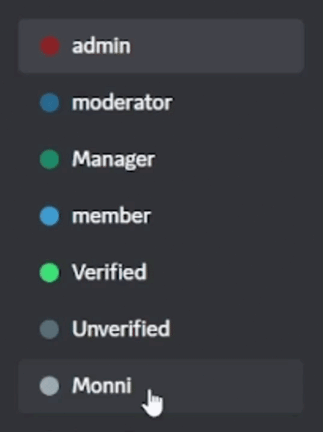 admin
moderator
Manager
member
Verified
Unverified
Monni